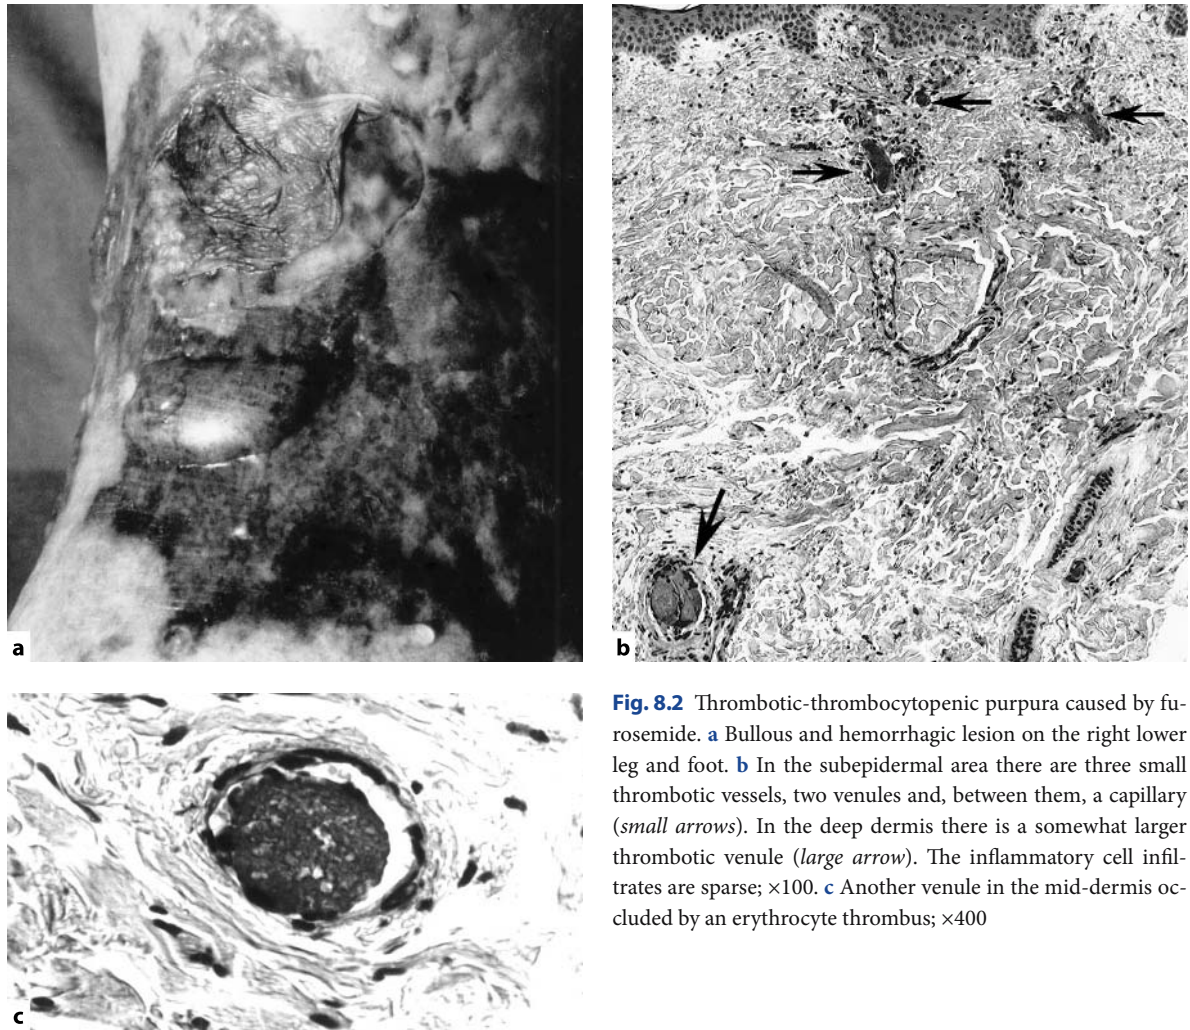 a
b
c
Fig. 8.2 Thrombotic-thrombocytopenic purpura caused by fu-
rosemide. a Bullous and hemorrhagic lesion on the right lower
leg and foot. b In the subepidermal area there are three small
thrombotic vessels, two venules and, between them, a capillary
(small arrows). In the deep dermis there is a somewhat larger
thrombotic venule (large arrow). The inflammatory cell infil-
trates are sparse; ×100. c Another venule in the mid-dermis oc-
cluded by an erythrocyte thrombus; ×400